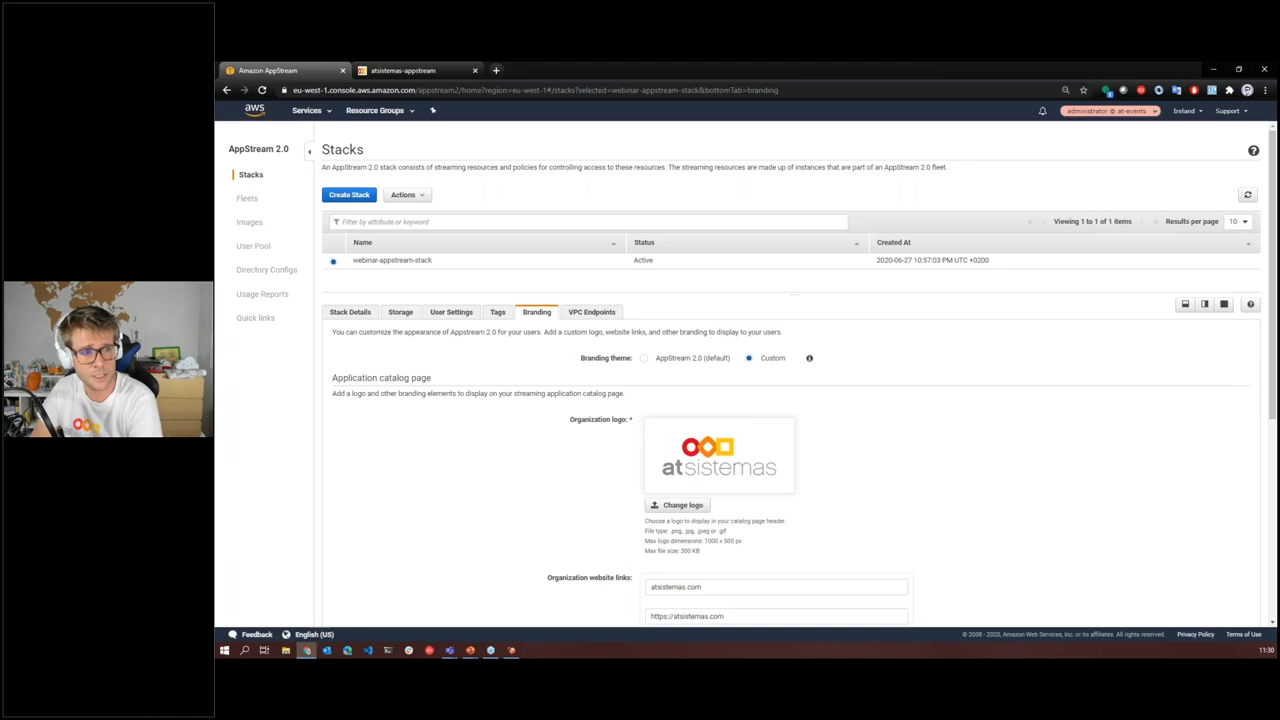 Amazon AppStream
atsistemas-appstream
eu-west-1.console.aws.amazon.com/appstream2/home?region=eu-west-1#/stacks?selected=webinar-appstream-stack&bottomTab=branding
aws
Services
Resource Groups
administrator @ at-events
Ireland
Support
AppStream 2.0
Stacks
Fleets
Images
User Pool
Directory Configs
Usage Reports
Quick links
Stacks
An AppStream 2.0 stack consists of streaming resources and policies for controlling access to these resources. The streaming resources are made up of instances that are part of an AppStream 2.0 fleet.
Create Stack
Actions
Filter by attribute or keyword
Viewing 1 to 1 of 1 items
Results per page
10
Name
Status
Created At
webinar-appstream-stack
Active
2020-06-27 10:57:03 PM UTC +0200
Stack Details
Storage
User Settings
Tags
Branding
VPC Endpoints
You can customize the appearance of Appstream 2.0 for your users. Add a custom logo, website links, and other branding to display to your users.
Branding theme:
AppStream 2.0 (default)
Custom
Application catalog page
Add a logo and other branding elements to display on your streaming application catalog page.
Organization logo: *
atsistemas
Change logo
Choose a logo to display in your catalog page header.
File type: .png, .jpg, .jpeg or .gif
Max logo dimensions: 1000 x 500 px
Max file size: 300 KB
Organization website links:
atsistemas.com
https://atsistemas.com
Feedback
English (US)
© 2008 - 2020, Amazon Web Services, Inc. or its affiliates. All rights reserved.
Privacy Policy
Terms of Use
11:30